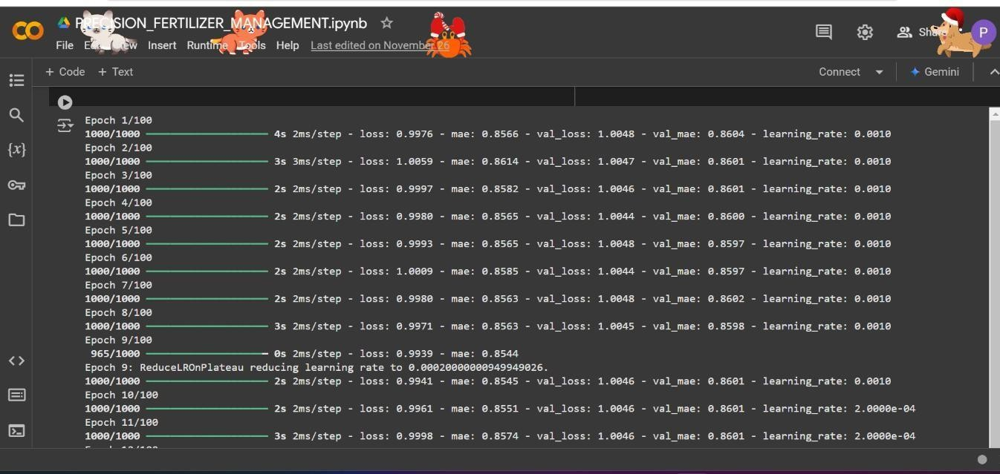 PRECISION_FERTILIZER_MANAGEMENT.ipynb
File Insert Runtime Tools Help Last edited on November 26
Share P
+ Code + Text
Connect Gemini
{x}
Epoch 1/100
1000/1000 4s 2ms/step - loss: 0.9976 - mae: 0.8566 - val_loss: 1.0048 - val_mae: 0.8604 - learning_rate: 0.0010
Epoch 2/100
1000/1000 3s 3ms/step - loss: 1.0059 - mae: 0.8614 - val_loss: 1.0047 - val_mae: 0.8601 - learning_rate: 0.0010
Epoch 3/100
1000/1000 2s 2ms/step - loss: 0.9997 - mae: 0.8582 - val_loss: 1.0046 - val_mae: 0.8601 - learning_rate: 0.0010
Epoch 4/100
1000/1000 2s 2ms/step - loss: 0.9980 - mae: 0.8565 - val_loss: 1.0044 - val_mae: 0.8600 - learning_rate: 0.0010
Epoch 5/100
1000/1000 2s 2ms/step - loss: 0.9993 - mae: 0.8565 - val_loss: 1.0048 - val_mae: 0.8597 - learning_rate: 0.0010
Epoch 6/100
1000/1000 2s 2ms/step - loss: 1.0009 - mae: 0.8585 - val_loss: 1.0044 - val_mae: 0.8597 - learning_rate: 0.0010
Epoch 7/100
1000/1000 2s 2ms/step - loss: 0.9980 - mae: 0.8563 - val_loss: 1.0048 - val_mae: 0.8602 - learning_rate: 0.0010
Epoch 8/100
1000/1000 3s 2ms/step - loss: 0.9971 - mae: 0.8563 - val_loss: 1.0045 - val_mae: 0.8598 - learning_rate: 0.0010
Epoch 9/100
965/1000 0s 2ms/step - loss: 0.9939 - mae: 0.8544
Epoch 9: ReduceLROnPlateau reducing learning rate to 0.00020000000949949026.
1000/1000 2s 2ms/step - loss: 0.9941 - mae: 0.8545 - val_loss: 1.0046 - val_mae: 0.8601 - learning_rate: 0.0010
Epoch 10/100
1000/1000 2s 2ms/step - loss: 0.9961 - mae: 0.8551 - val_loss: 1.0046 - val_mae: 0.8601 - learning_rate: 2.0000e-04
Epoch 11/100
1000/1000 3s 2ms/step - loss: 0.9998 - mae: 0.8574 - val_loss: 1.0046 - val_mae: 0.8601 - learning_rate: 2.0000e-04